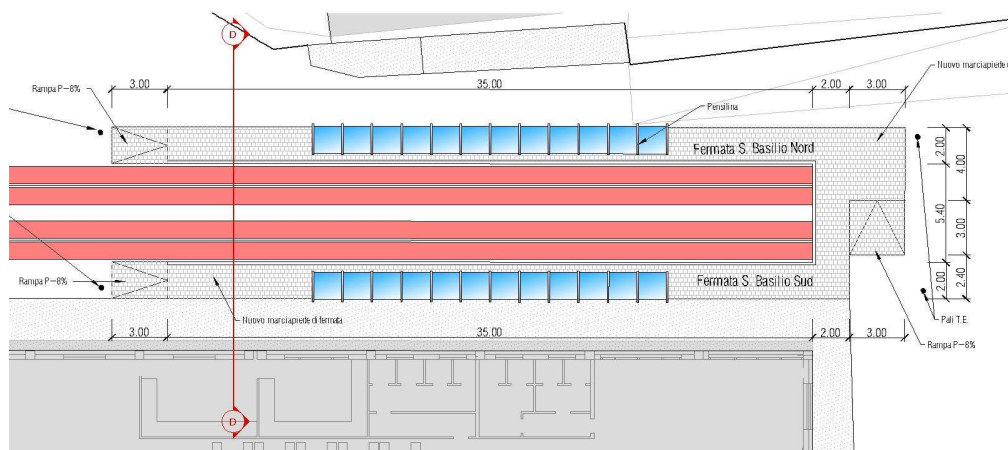 D
3.00
35.00
2.00
3.00
Rampa P-8%
Nuovo marciapiede
Pensilina
Fermata S. Basilio Nord
2.00
4.00
5.40
3.00
2.00
2.40
Rampa P-8%
Fermata S. Basilio Sud
Nuovo marciapiede di fermata
Pali T.E.
3.00
35.00
2.00
3.00
Rampa P-8%
D